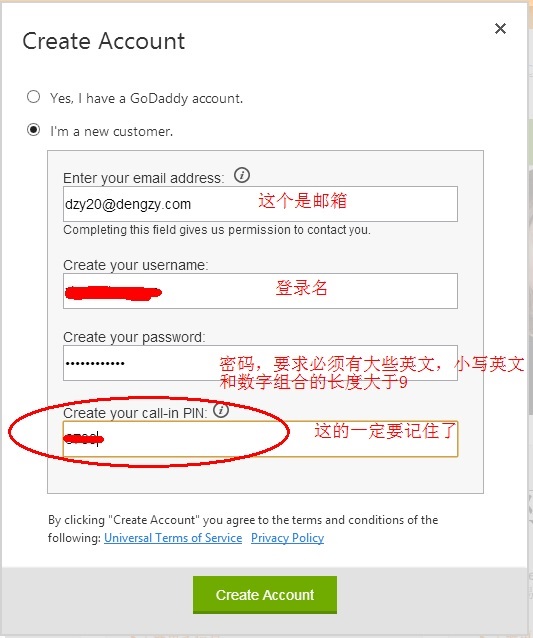 Create Account
Yes, I have a GoDaddy account.
I'm a new customer.
Enter your email address:
dzy20@dengzy.com 这个是邮箱
Completing this field gives us permission to contact you.
Create your username:
登录名
Create your password:
密码，要求必须有大些英文，小写英文
和数字组合的长度大于9
Create your call-in PIN:
这的一定要记住了
By clicking "Create Account" you agree to the terms and conditions of the
following: Universal Terms of Service Privacy Policy
Create Account